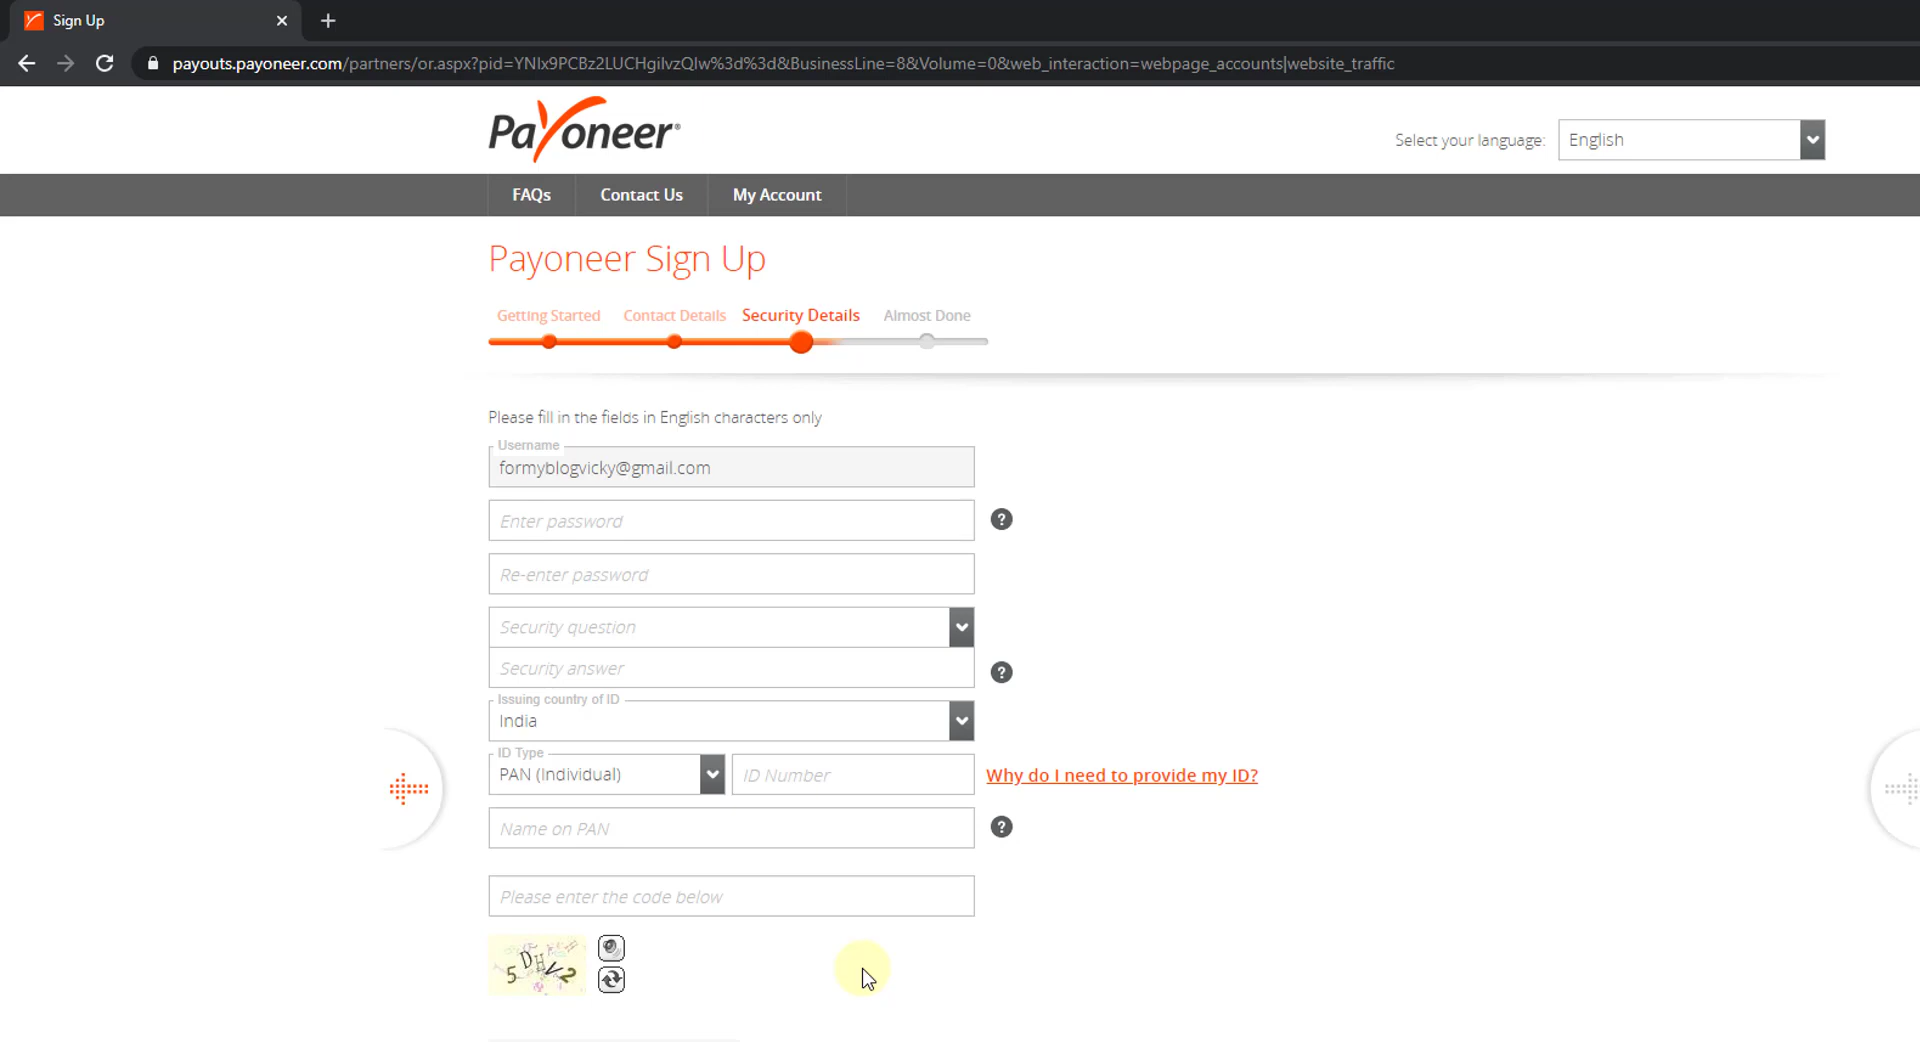 Sign Up
payouts.payoneer.com/partners/or.aspx?pid=YNIx9PCBz2LUCHgiIvzQIw%3d%3d&BusinessLine=8&Volume=0&web_interaction=webpage_accounts|website_traffic
Payoneer®
Select your language: English
FAQs Contact Us My Account
Payoneer Sign Up
Getting Started Contact Details Security Details Almost Done
Please fill in the fields in English characters only
Username
formyblogvicky@gmail.com
Enter password ?
Re-enter password
Security question
Security answer ?
Issuing country of ID
India
ID Type
PAN (Individual) ID Number Why do I need to provide my ID?
Name on PAN ?
Please enter the code below
5DHV2